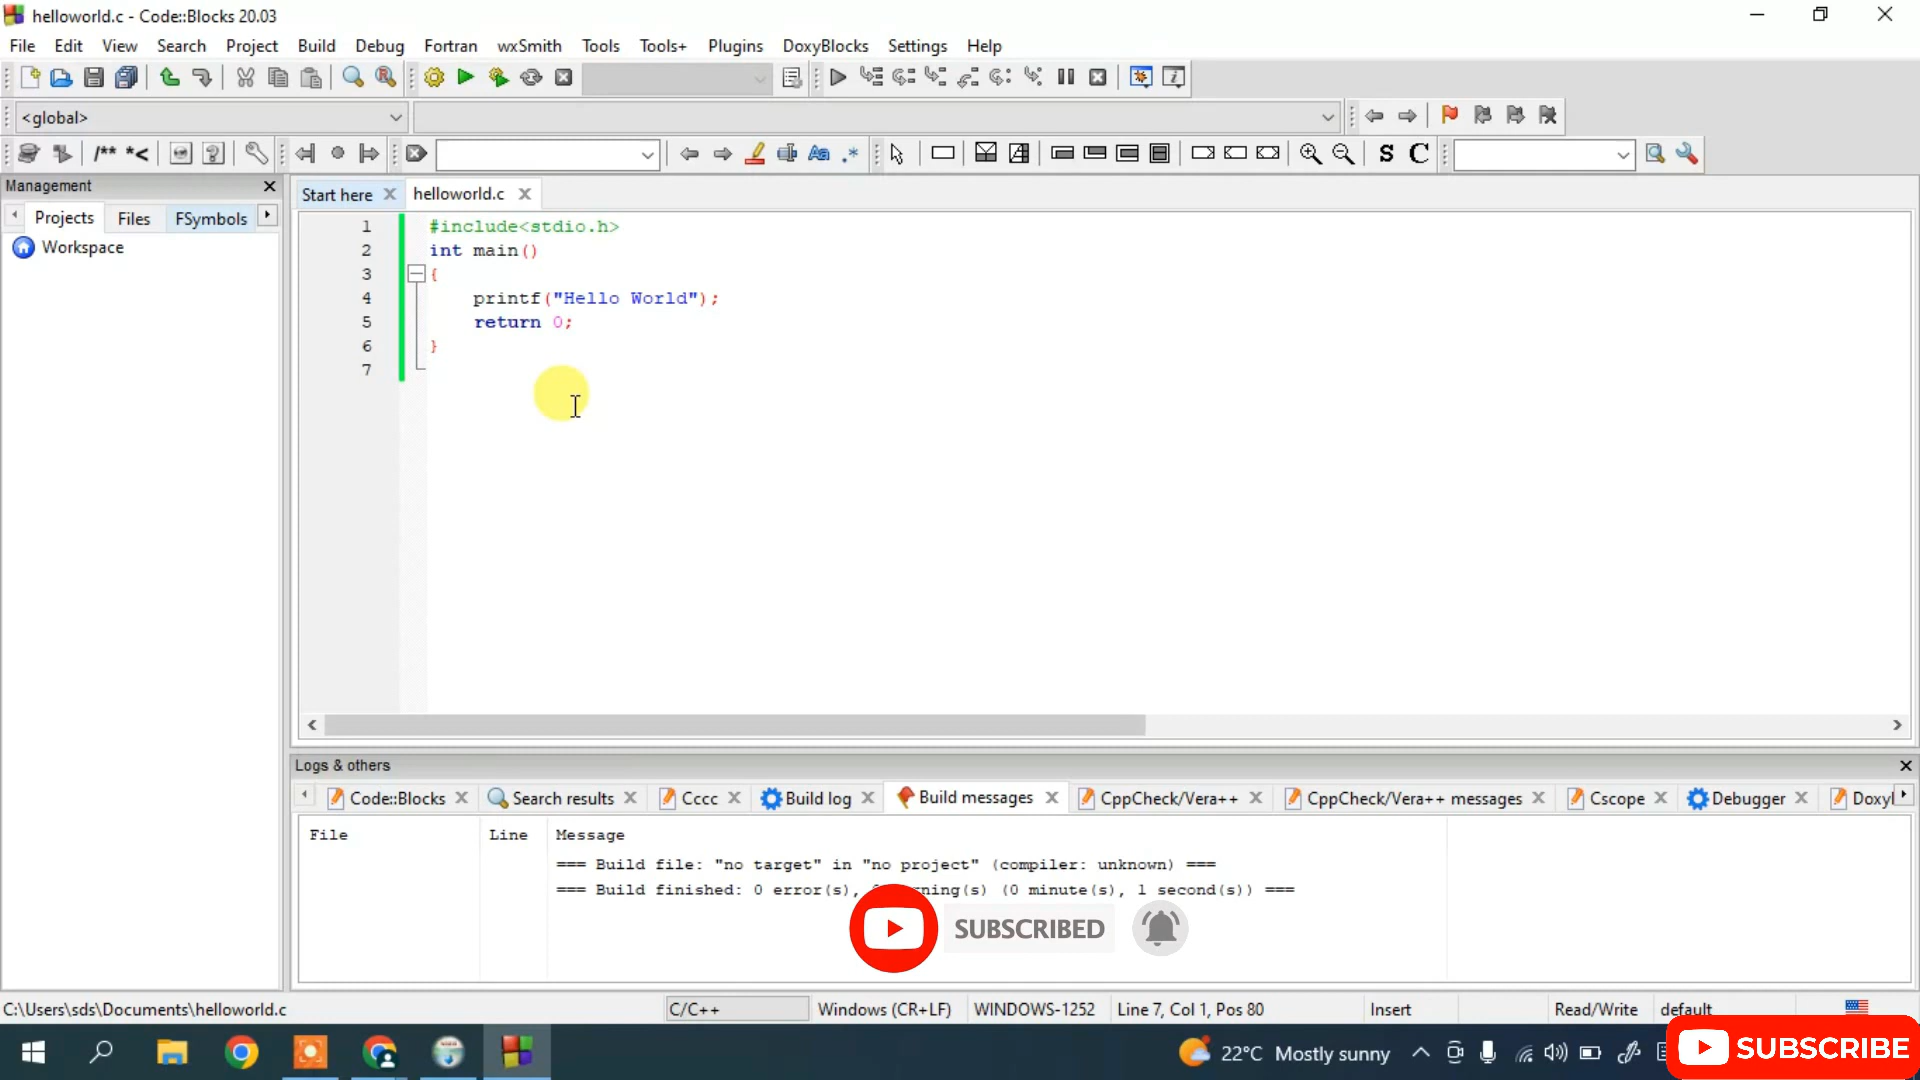 helloworld.c - Code::Blocks 20.03
File Edit View Search Project Build Debug Fortran wxSmith Tools Tools+ Plugins DoxyBlocks Settings Help
<global>
/** *<
S C
Management
Projects Files FSymbols
Workspace
Start here helloworld.c
1 #include<stdio.h>
2 int main()
3 {
4 printf("Hello World");
5 return 0;
6 }
7
Logs & others
Code::Blocks Search results Cccc Build log Build messages CppCheck/Vera++ CppCheck/Vera++ messages Cscope Debugger Doxyl
File Line Message
=== Build file: "no target" in "no project" (compiler: unknown) ===
=== Build finished: 0 error(s), (0 minute(s), 1 second(s)) ===
SUBSCRIBED
C:\Users\sds\Documents\helloworld.c C/C++ Windows (CR+LF) WINDOWS-1252 Line 7, Col 1, Pos 80 Insert Read/Write default
22°C Mostly sunny
SUBSCRIBE